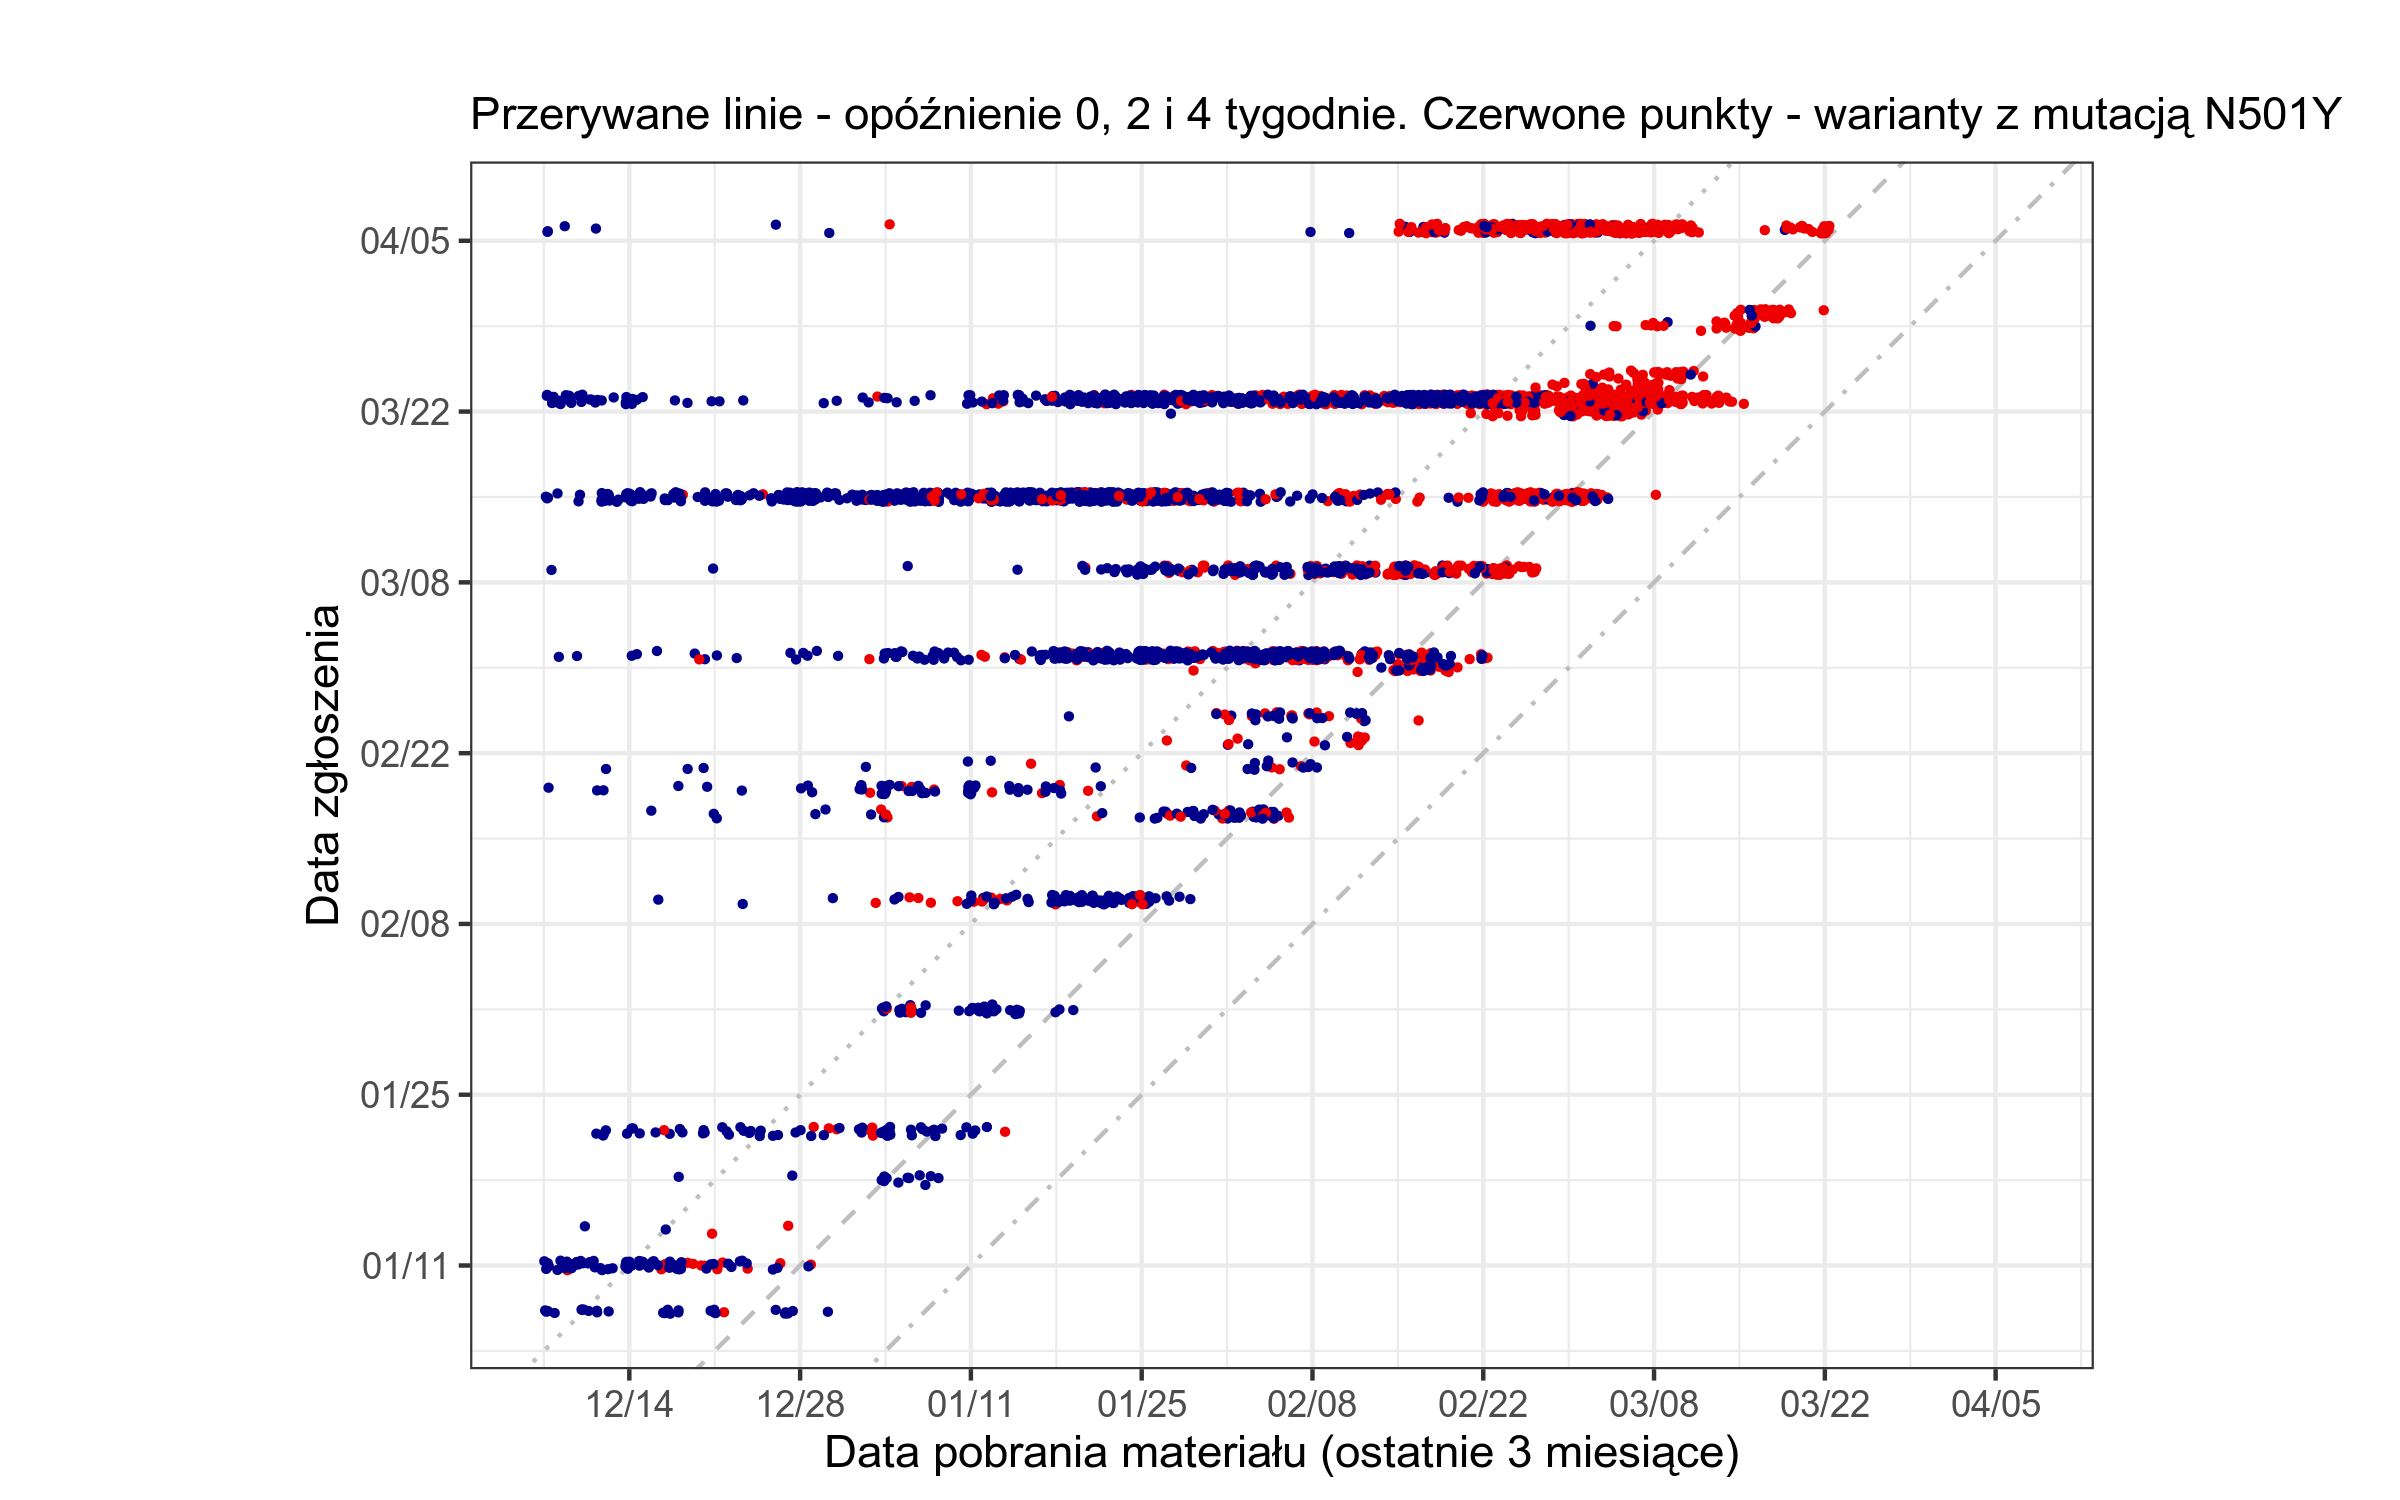 Przerywane linie - opóźnienie 0, 2 i 4 tygodnie. Czerwone punkty - warianty z mutacją N501Y
Data zgłoszenia
04/05
03/22
03/08
02/22
02/08
01/25
01/11
12/14 12/28 01/11 01/25 02/08 02/22 03/08 03/22 04/05
Data pobrania materiału (ostatnie 3 miesiące)